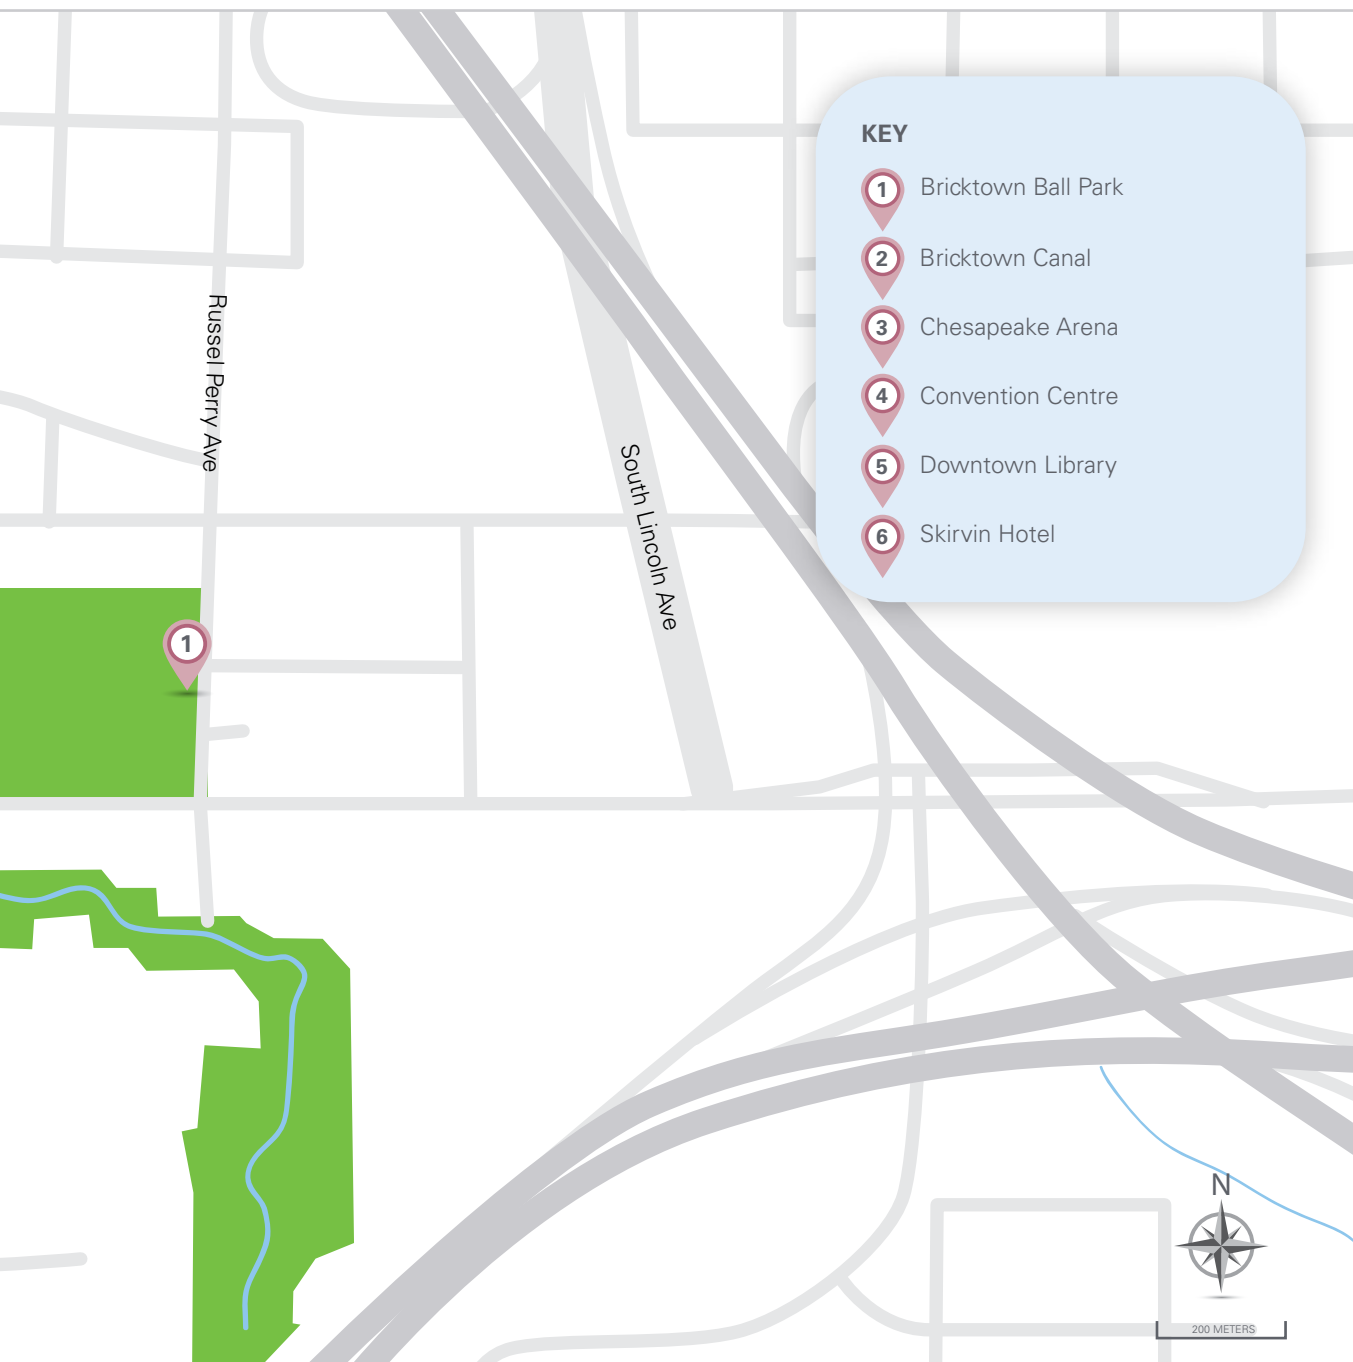 KEY
1 Bricktown Ball Park
2 Bricktown Canal
3 Chesapeake Arena
4 Convention Centre
5 Downtown Library
6 Skirvin Hotel
Russel Perry Ave
South Lincoln Ave
1
N
200 METERS